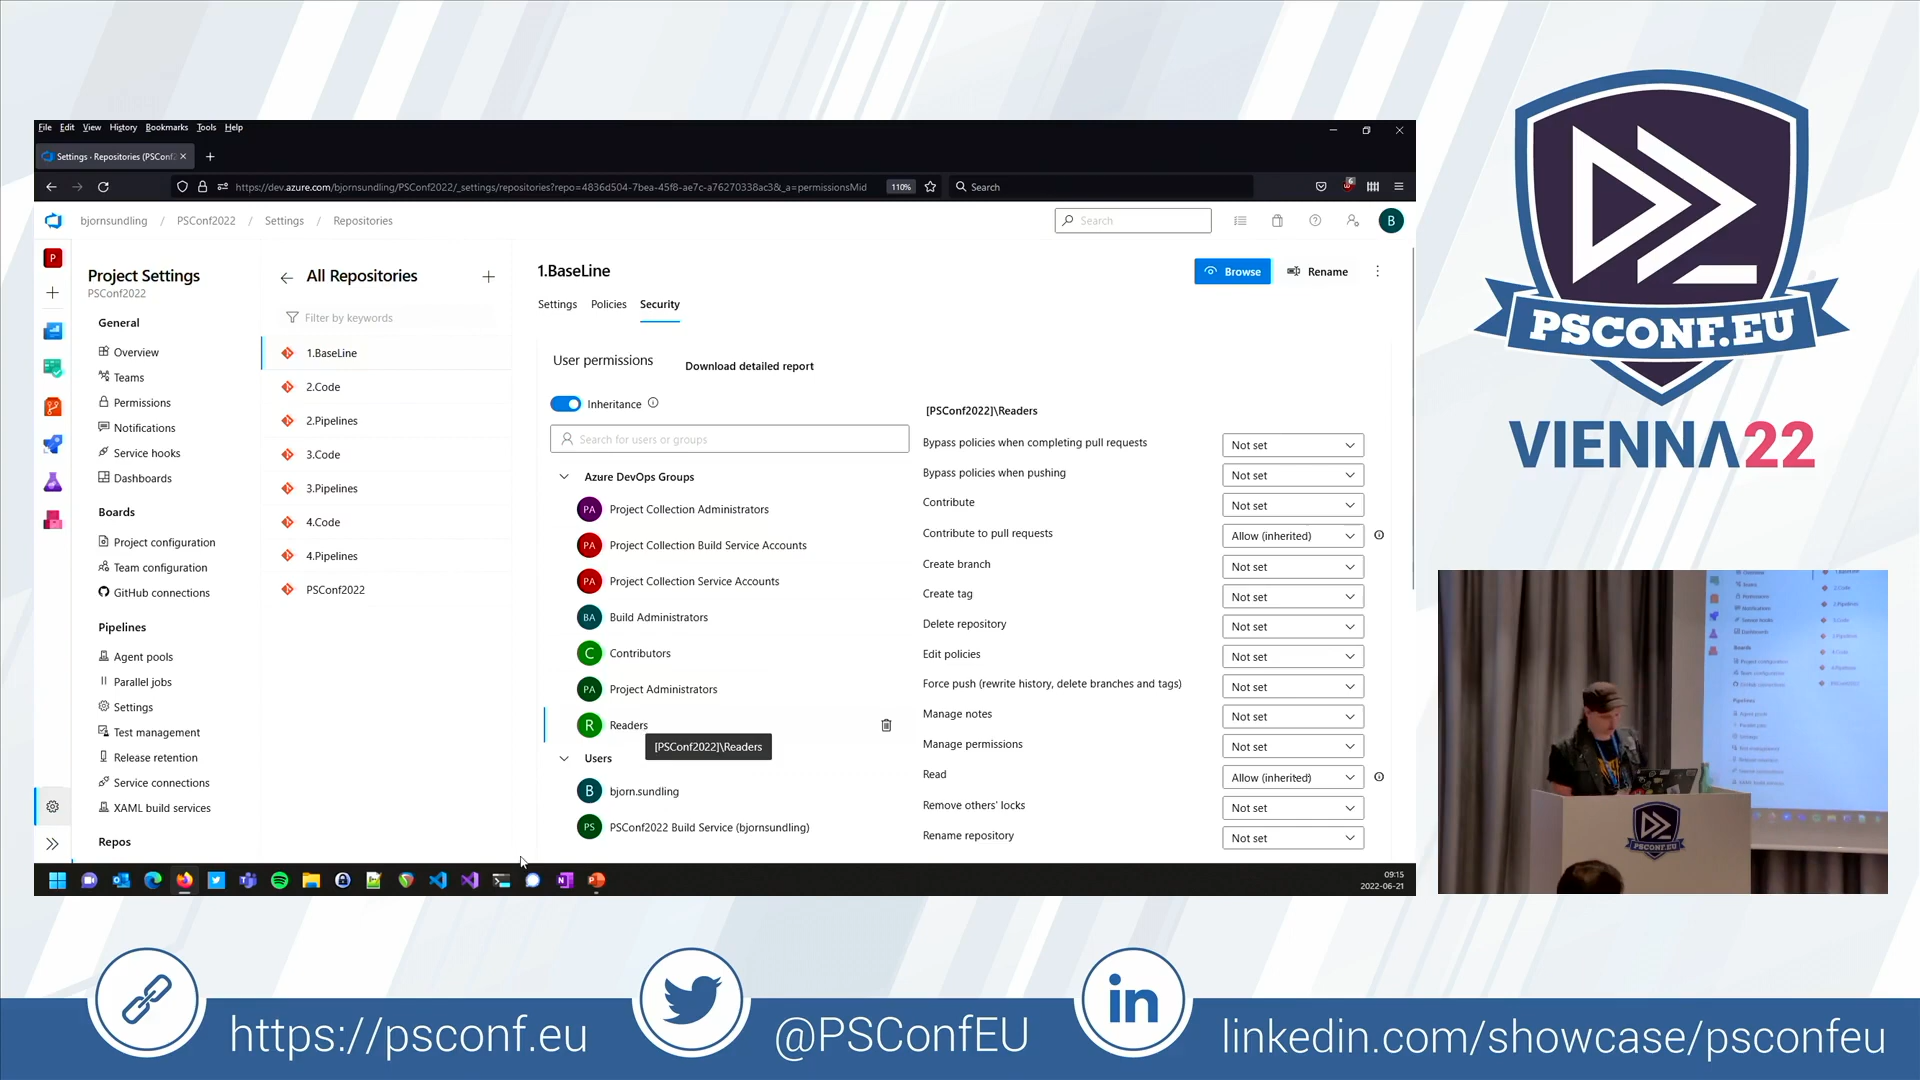 File Edit View History Bookmarks Tools Help
Settings - Repositories (PSConf2
https://dev.azure.com/bjornsundling/PSConf2022/_settings/repositories?repo=4836d504-7bea-45f8-ae7c-a76270338ac3&_a=permissionsMid
110%
Search
6
bjornsundling / PSConf2022 / Settings / Repositories
Search
B
P
Project Settings
PSConf2022
General
Overview
Teams
Permissions
Notifications
Service hooks
Dashboards
Boards
Project configuration
Team configuration
GitHub connections
Pipelines
Agent pools
Parallel jobs
Settings
Test management
Release retention
Service connections
XAML build services
Repos
All Repositories
Filter by keywords
1.BaseLine
2.Code
2.Pipelines
3.Code
3.Pipelines
4.Code
4.Pipelines
PSConf2022
1.BaseLine
Browse
Rename
Settings Policies Security
User permissions
Download detailed report
Inheritance
Search for users or groups
Azure DevOps Groups
PA Project Collection Administrators
PA Project Collection Build Service Accounts
PA Project Collection Service Accounts
BA Build Administrators
C Contributors
PA Project Administrators
R Readers
[PSConf2022]\Readers
Users
B bjorn.sundling
PS PSConf2022 Build Service (bjornsundling)
[PSConf2022]\Readers
Bypass policies when completing pull requests Not set
Bypass policies when pushing Not set
Contribute Not set
Contribute to pull requests Allow (inherited)
Create branch Not set
Create tag Not set
Delete repository Not set
Edit policies Not set
Force push (rewrite history, delete branches and tags) Not set
Manage notes Not set
Manage permissions Not set
Read Allow (inherited)
Remove others' locks Not set
Rename repository Not set
09:15
2022-06-21
PSCONF.EU
VIENNA22
PSCONF.EU
https://psconf.eu
@PSConfEU
in
linkedin.com/showcase/psconfeu